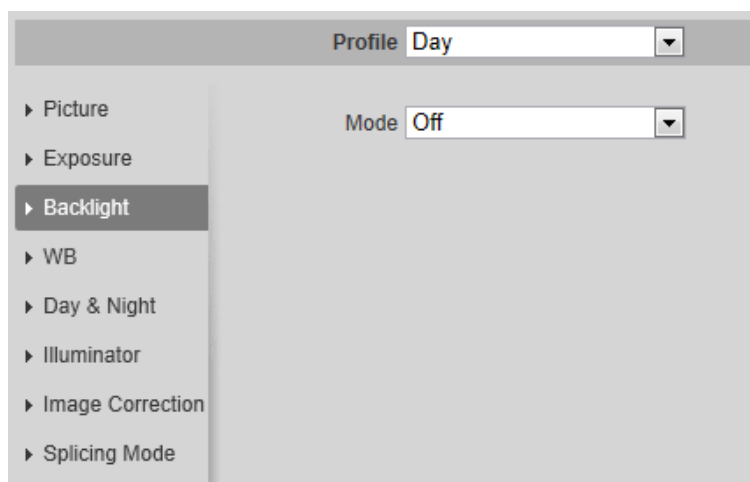 Profile Day
Picture
Mode Off
Exposure
Backlight
WB
Day & Night
Illuminator
Image Correction
Splicing Mode